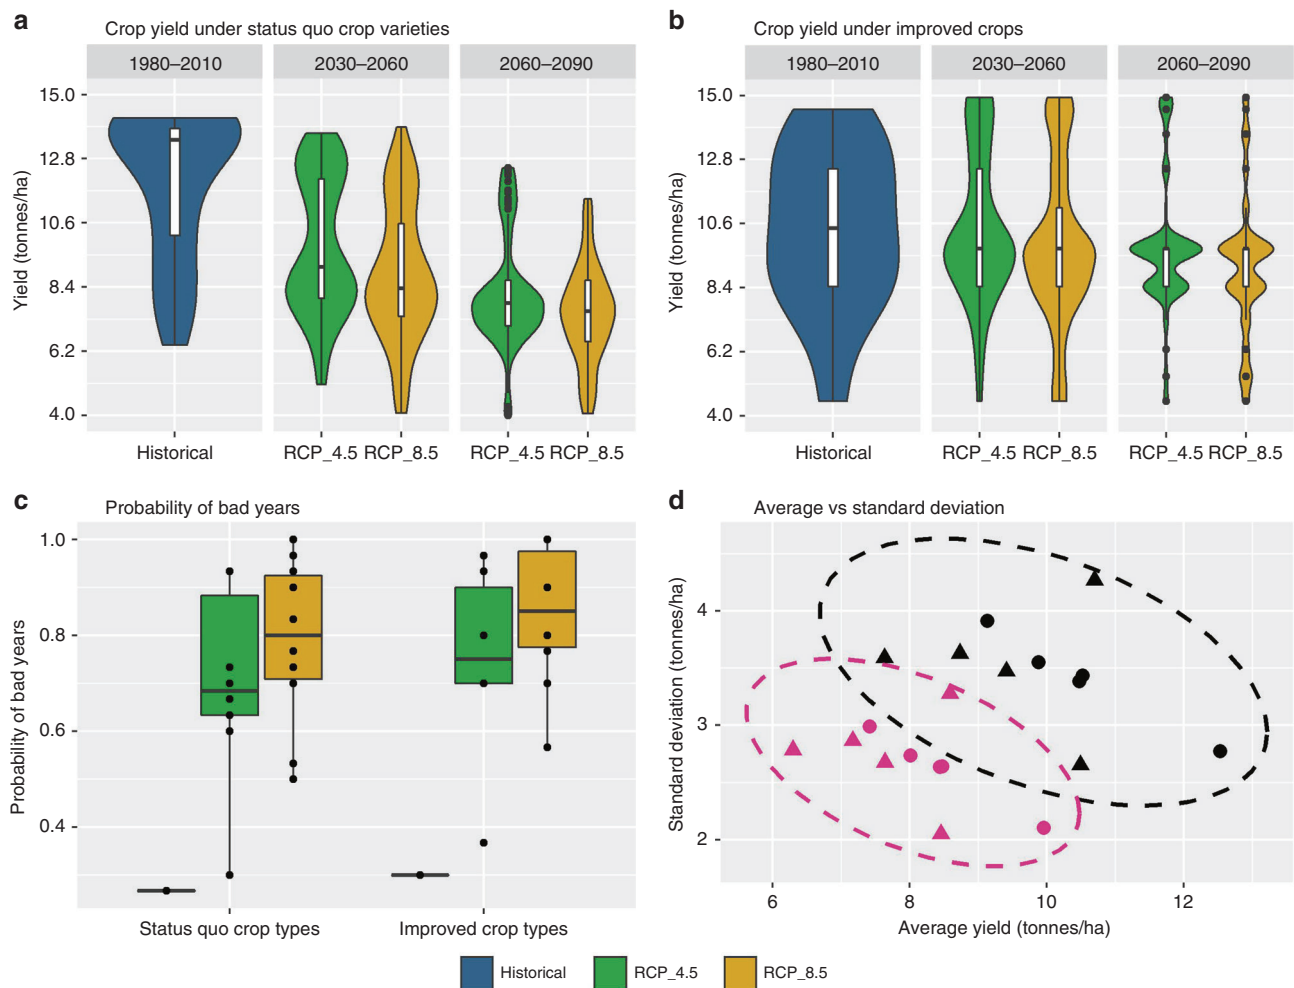 a
Crop yield under status quo crop varieties
1980–2010
2030–2060
2060–2090
15.0
12.8
10.6
8.4
6.2
4.0
Yield (tonnes/ha)
Historical
RCP_4.5
RCP_8.5
RCP_4.5
RCP_8.5
b
Crop yield under improved crops
1980–2010
2030–2060
2060–2090
15.0
12.8
10.6
8.4
6.2
4.0
Yield (tonnes/ha)
Historical
RCP_4.5
RCP_8.5
RCP_4.5
RCP_8.5
c
Probability of bad years
1.0
0.8
0.6
0.4
Probability of bad years
Status quo crop types
Improved crop types
d
Average vs standard deviation
4
3
2
Standard deviation (tonnes/ha)
6
8
10
12
Average yield (tonnes/ha)
Historical
RCP_4.5
RCP_8.5